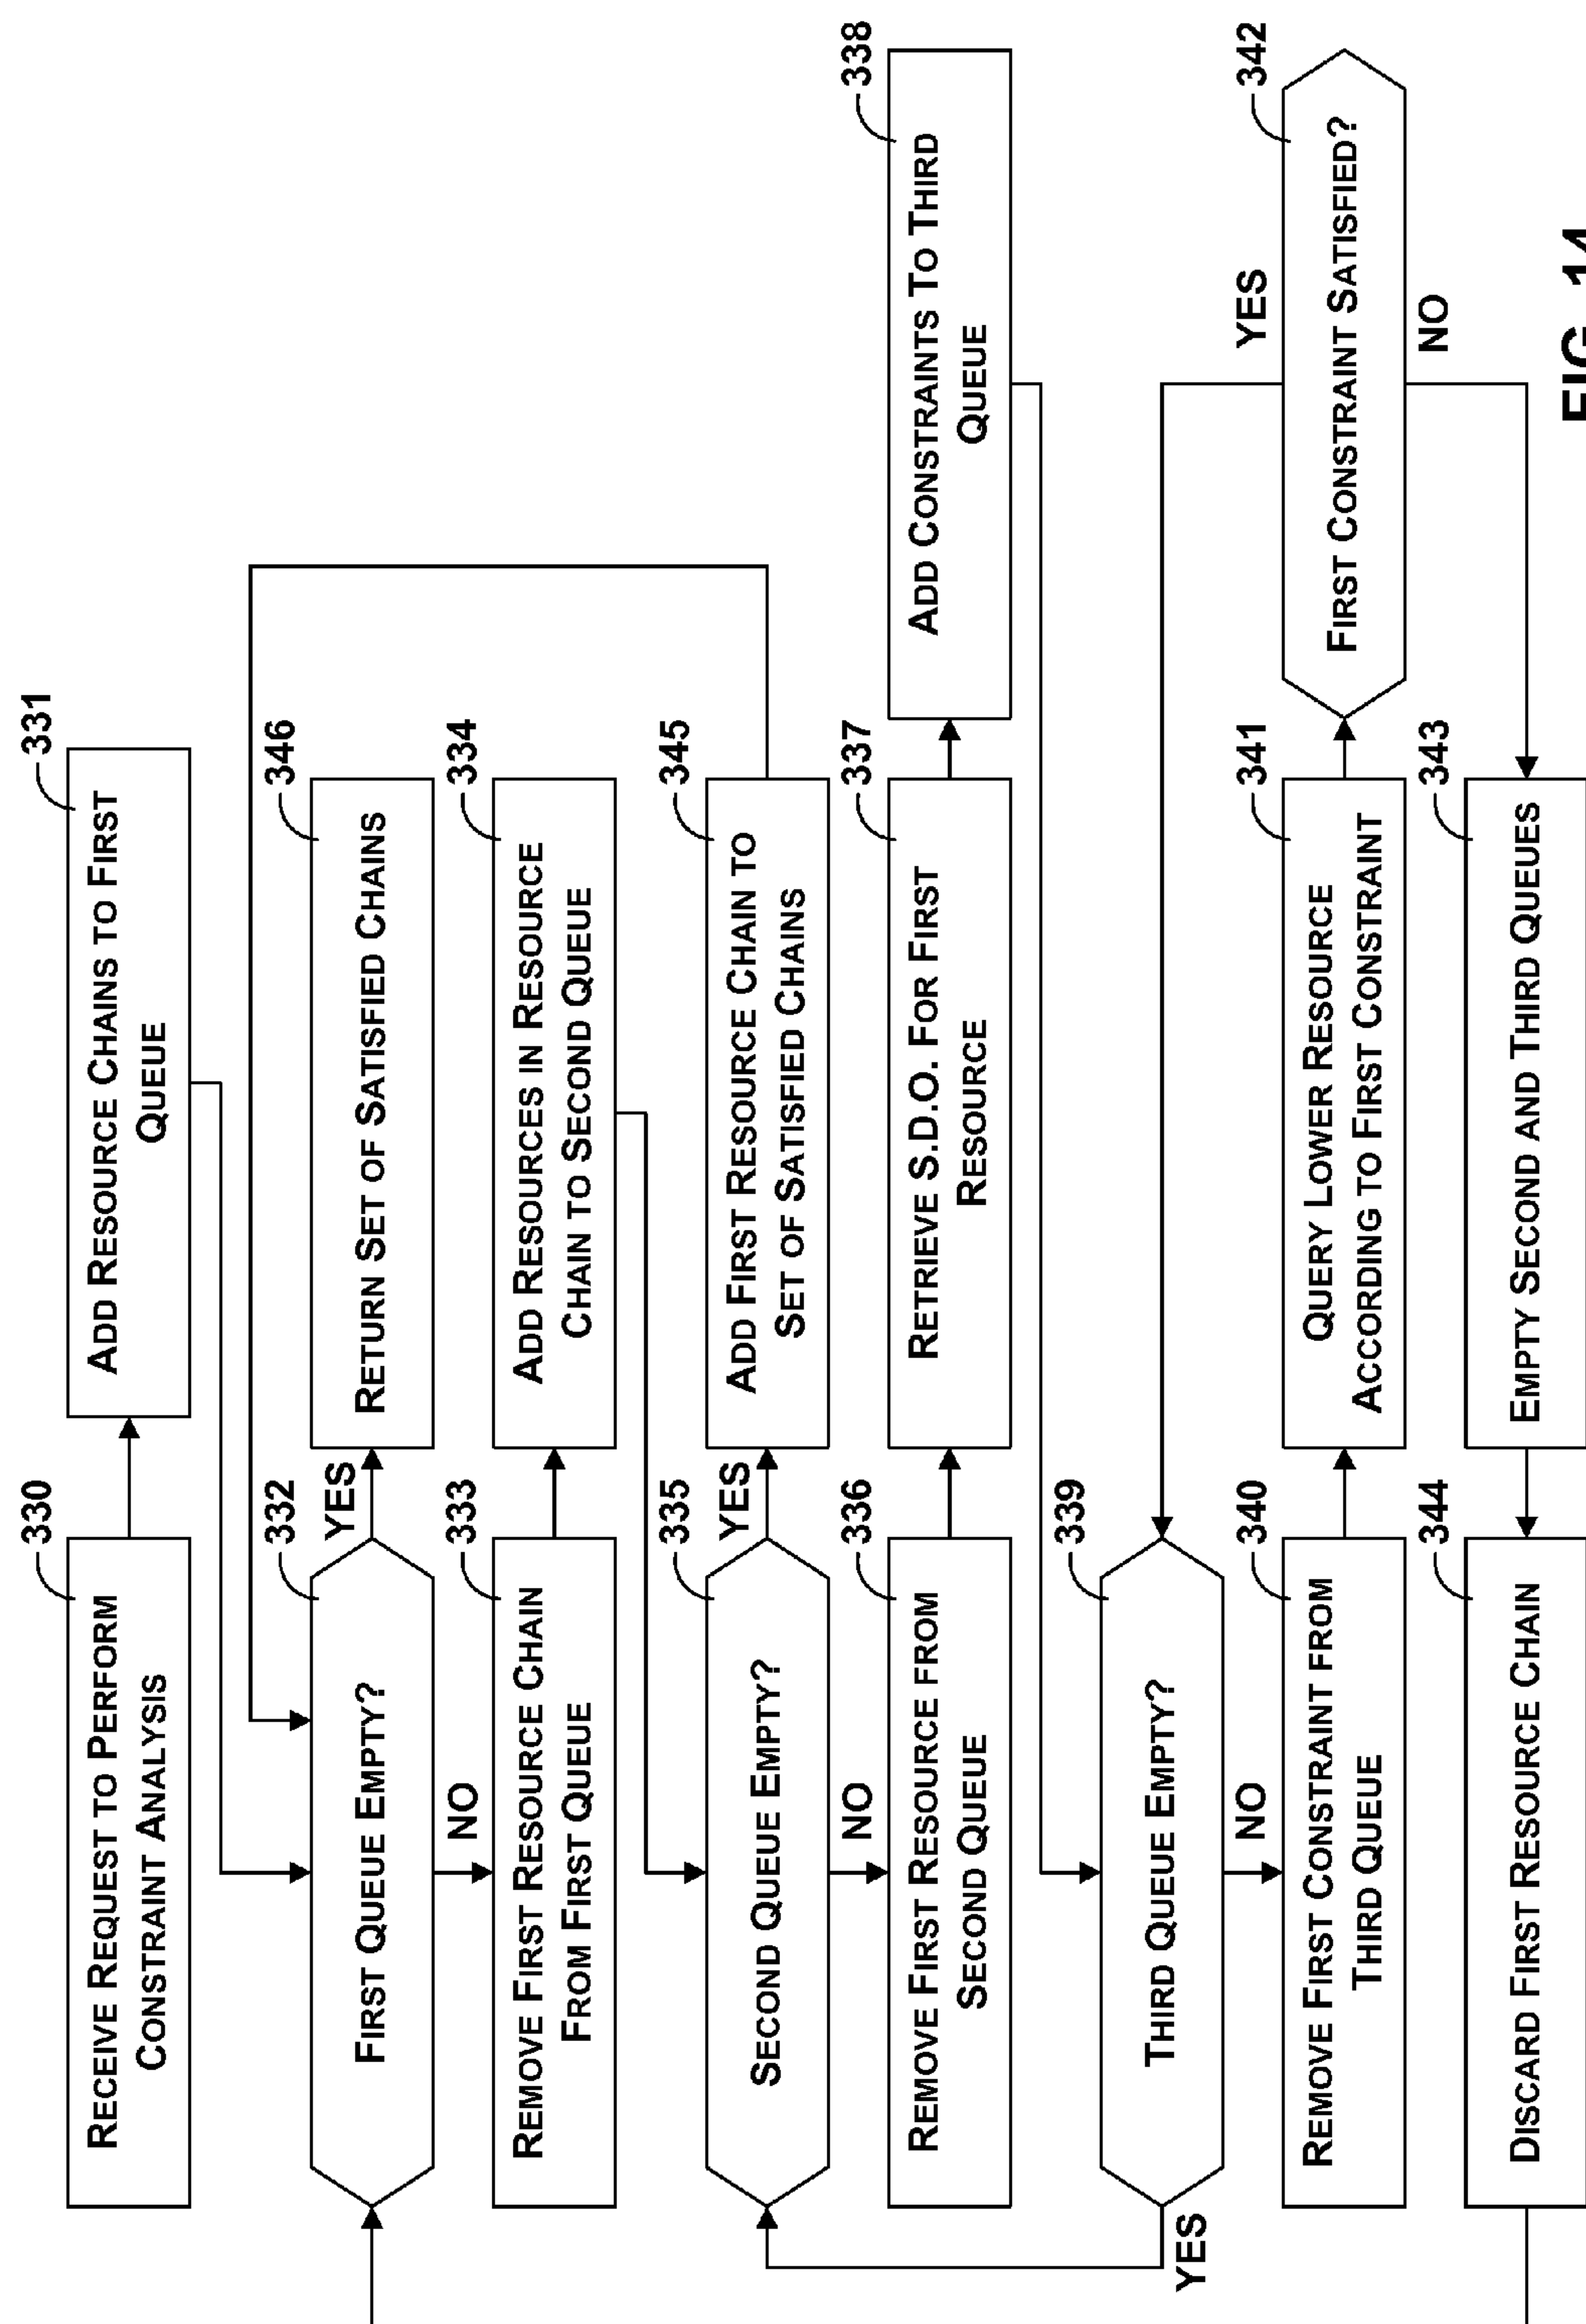 330
RECEIVE REQUEST TO PERFORM
CONSTRAINT ANALYSIS
331
ADD RESOURCE CHAINS TO FIRST
QUEUE
332
FIRST QUEUE EMPTY?
YES
NO
346
RETURN SET OF SATISFIED CHAINS
333
REMOVE FIRST RESOURCE CHAIN
FROM FIRST QUEUE
334
ADD RESOURCES IN RESOURCE
CHAIN TO SECOND QUEUE
335
SECOND QUEUE EMPTY?
YES
NO
345
ADD FIRST RESOURCE CHAIN TO
SET OF SATISFIED CHAINS
336
REMOVE FIRST RESOURCE FROM
SECOND QUEUE
337
RETRIEVE S.D.O. FOR FIRST
RESOURCE
338
ADD CONSTRAINTS TO THIRD
QUEUE
339
THIRD QUEUE EMPTY?
YES
NO
340
REMOVE FIRST CONSTRAINT FROM
THIRD QUEUE
341
QUERY LOWER RESOURCE
ACCORDING TO FIRST CONSTRAINT
342
FIRST CONSTRAINT SATISFIED?
YES
NO
343
EMPTY SECOND AND THIRD QUEUES
344
DISCARD FIRST RESOURCE CHAIN
FIG. 14